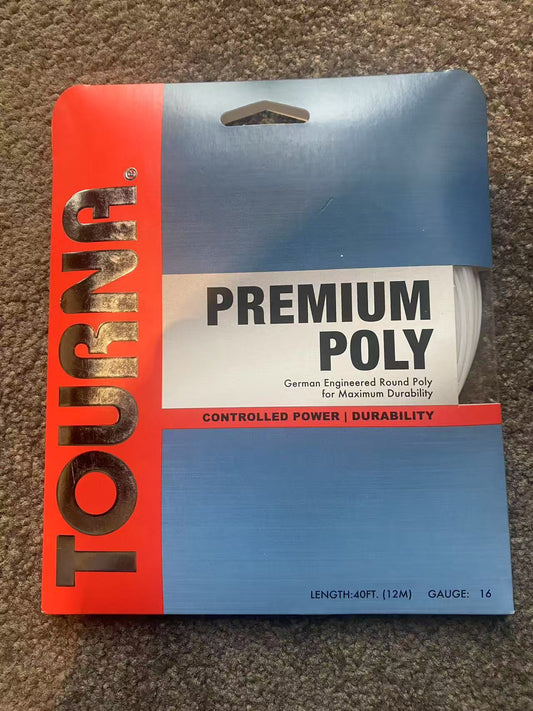 TOURNA®
PREMIUM
POLY
German Engineered Round Poly
for Maximum Durability
CONTROLLED POWER | DURABILITY
LENGTH:40FT. (12M) GAUGE: 16